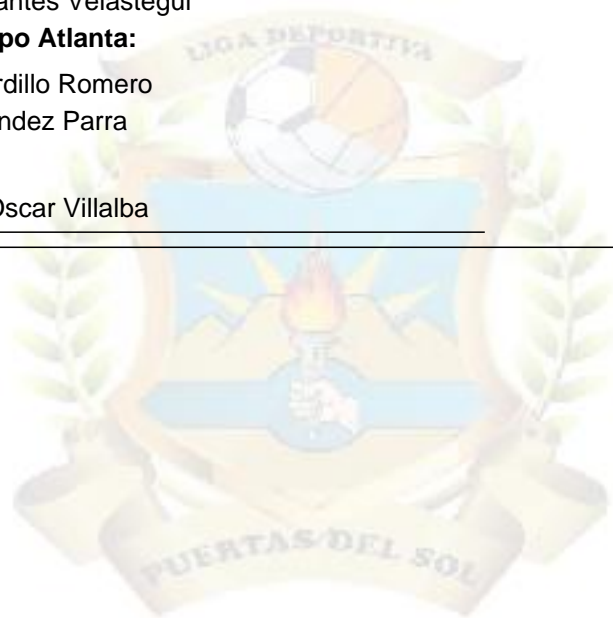 antes Velastegui
po Atlanta:
rdillo Romero
ndez Parra
Oscar Villalba
LIGA DEPORTIVA
PUERTAS DEL SOL